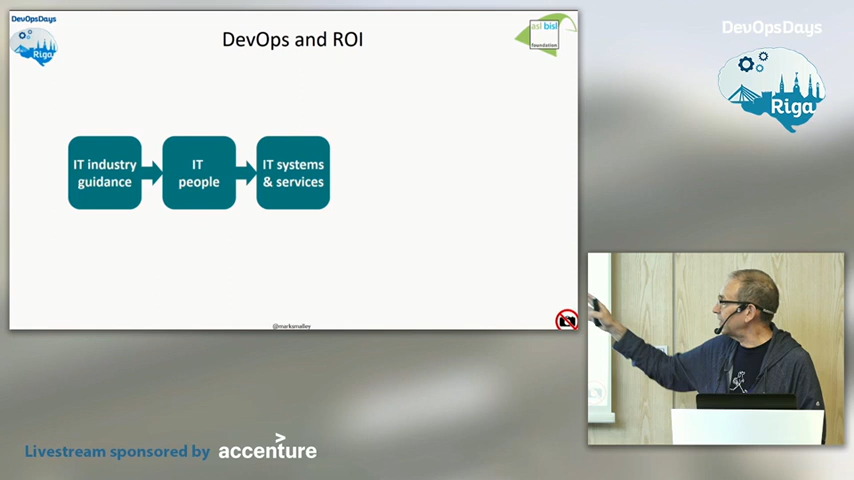 DevOpsDays
Riga
DevOps and ROI
asl bisl
foundation
IT industry
guidance
IT
people
IT systems
& services
@marksmalley
DevOpsDays
Riga
Livestream sponsored by accenture